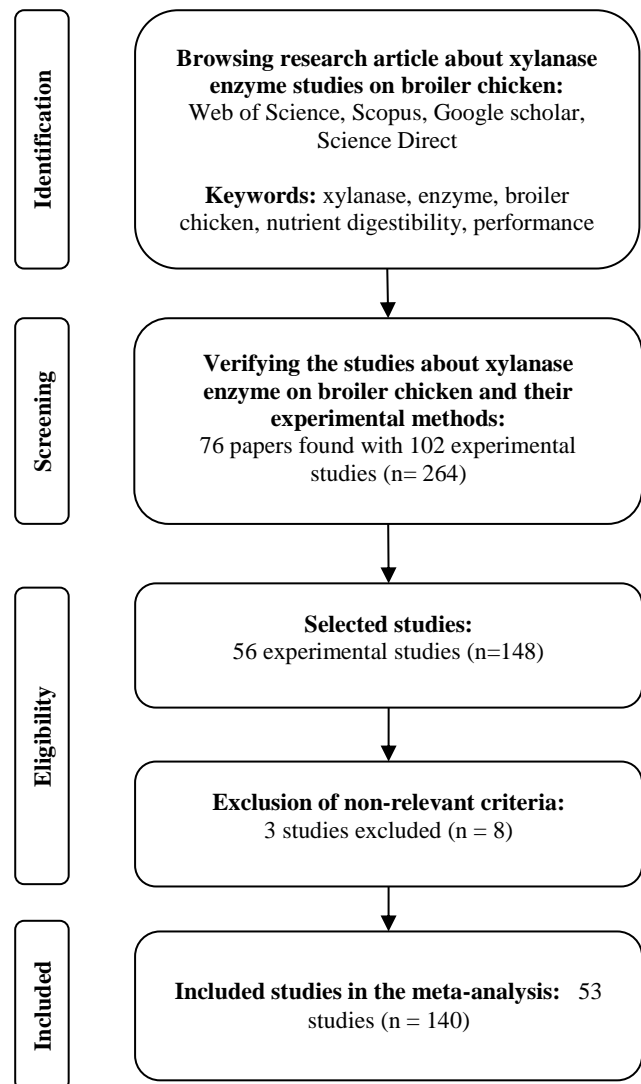 Identification
Browsing research article about xylanase
enzyme studies on broiler chicken:
Web of Science, Scopus, Google scholar,
Science Direct
Keywords: xylanase, enzyme, broiler
chicken, nutrient digestibility, performance
Screening
Verifying the studies about xylanase
enzyme on broiler chicken and their
experimental methods:
76 papers found with 102 experimental
studies (n= 264)
Eligibility
Selected studies:
56 experimental studies (n=148)
Exclusion of non-relevant criteria:
3 studies excluded (n = 8)
Included
Included studies in the meta-analysis: 53
studies (n = 140)